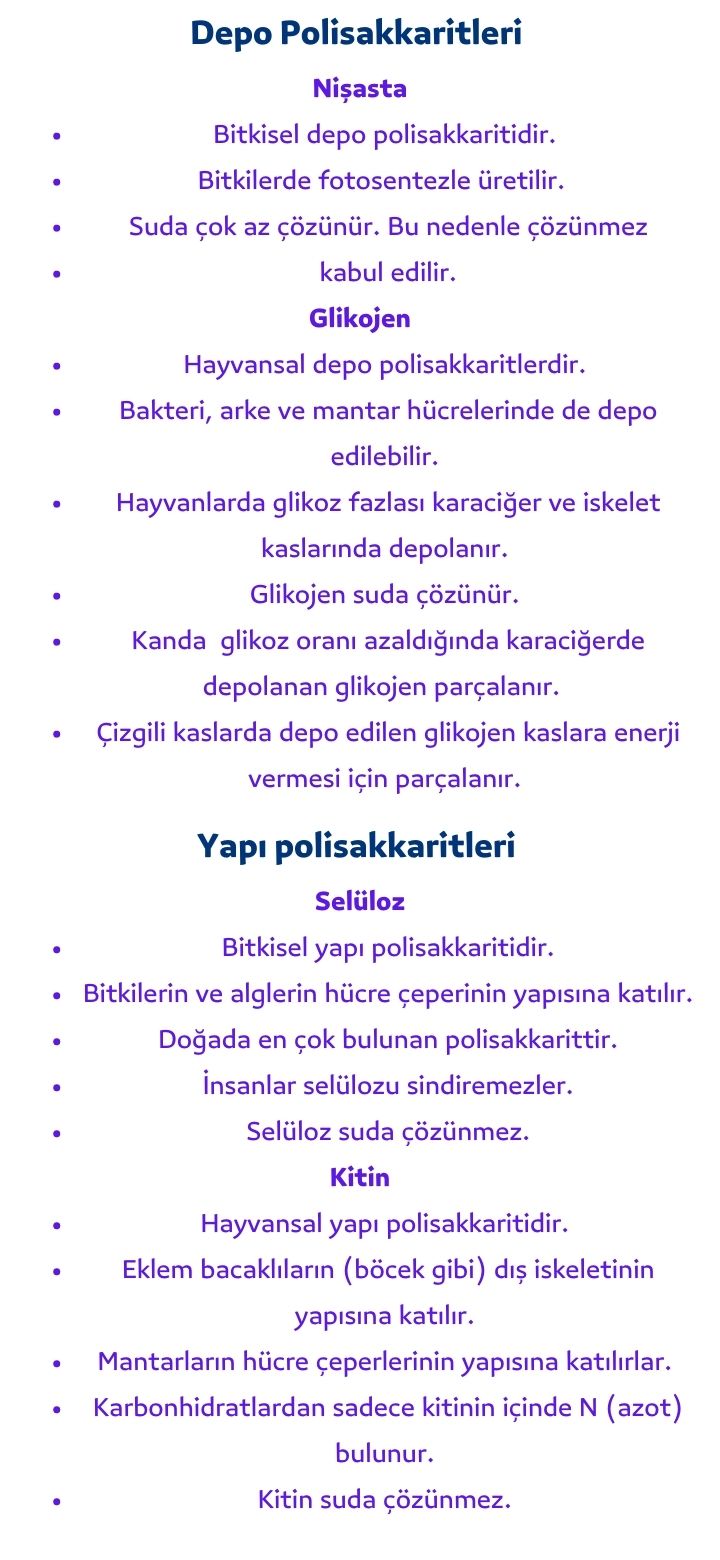 Depo Polisakkaritleri
Nişasta
• Bitkisel depo polisakkaritidir.
• Bitkilerde fotosentezle üretilir.
• Suda çok az çözünür. Bu nedenle çözünmez
• kabul edilir.
Glikojen
• Hayvansal depo polisakkaritlerdir.
• Bakteri, arke ve mantar hücrelerinde de depo
edilebilir.
• Hayvanlarda glikoz fazlası karaciğer ve iskelet
kaslarında depolanır.
• Glikojen suda çözünür.
• Kanda  glikoz oranı azaldığında karaciğerde
depolanan glikojen parçalanır.
• Çizgili kaslarda depo edilen glikojen kaslara enerji
vermesi için parçalanır.
Yapı polisakkaritleri
Selüloz
• Bitkisel yapı polisakkaritidir.
• Bitkilerin ve alglerin hücre çeperinin yapısına katılır.
• Doğada en çok bulunan polisakkarittir.
• İnsanlar selülozu sindiremezler.
• Selüloz suda çözünmez.
Kitin
• Hayvansal yapı polisakkaritidir.
• Eklem bacaklıların (böcek gibi) dış iskeletinin
yapısına katılır.
• Mantarların hücre çeperlerinin yapısına katılırlar.
• Karbonhidratlardan sadece kitinin içinde N (azot)
bulunur.
• Kitin suda çözünmez.